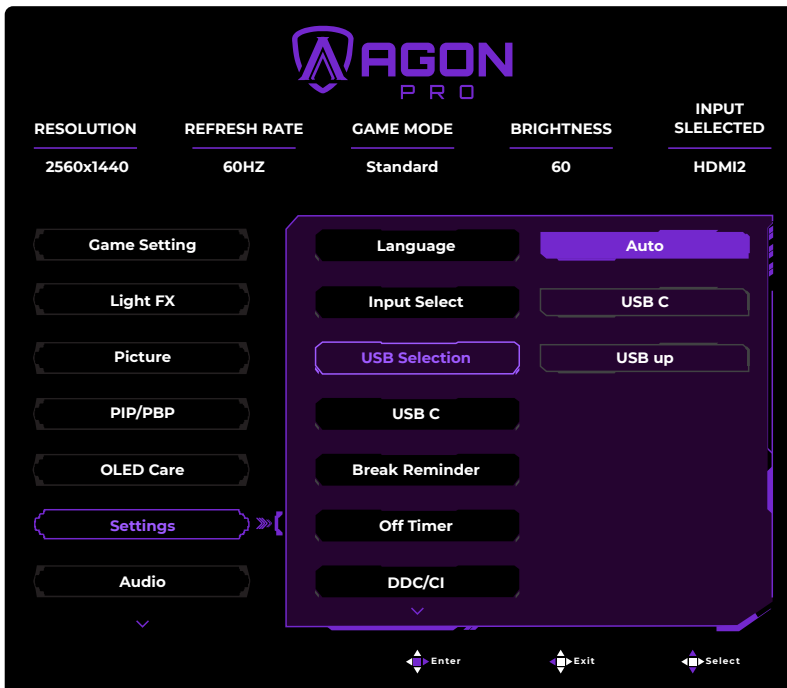 AGON
PRO
RESOLUTION REFRESH RATE GAME MODE BRIGHTNESS INPUT SLELECTED
2560x1440 60HZ Standard 60 HDMI2
Game Setting Language Auto
Light FX Input Select USB C
Picture USB Selection USB up
PIP/PBP USB C
OLED Care Break Reminder
Settings Off Timer
Audio DDC/CI
Enter Exit Select